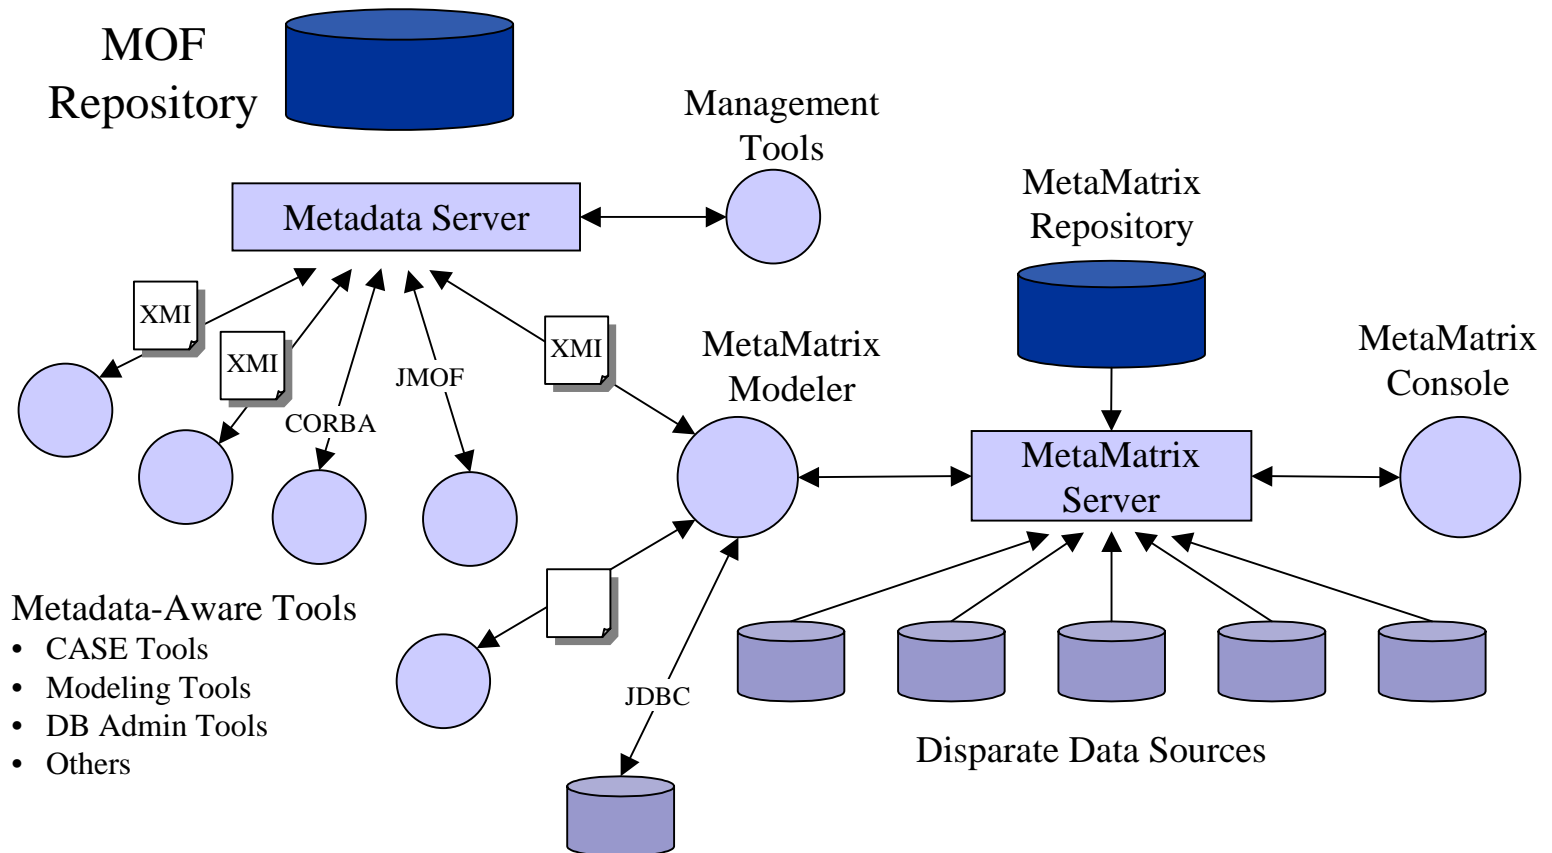 MOF
Repository
Management
Tools
Metadata Server
MetaMatrix
Repository
XMI
XMI
XMI
JMOF
CORBA
MetaMatrix
Modeler
MetaMatrix
Console
MetaMatrix
Server
Metadata-Aware Tools
• CASE Tools
• Modeling Tools
• DB Admin Tools
• Others
JDBC
Disparate Data Sources